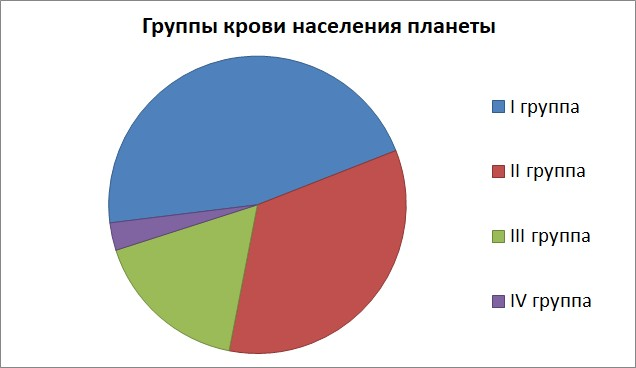 Группы крови населения планеты
I группа
II группа
III группа
IV группа